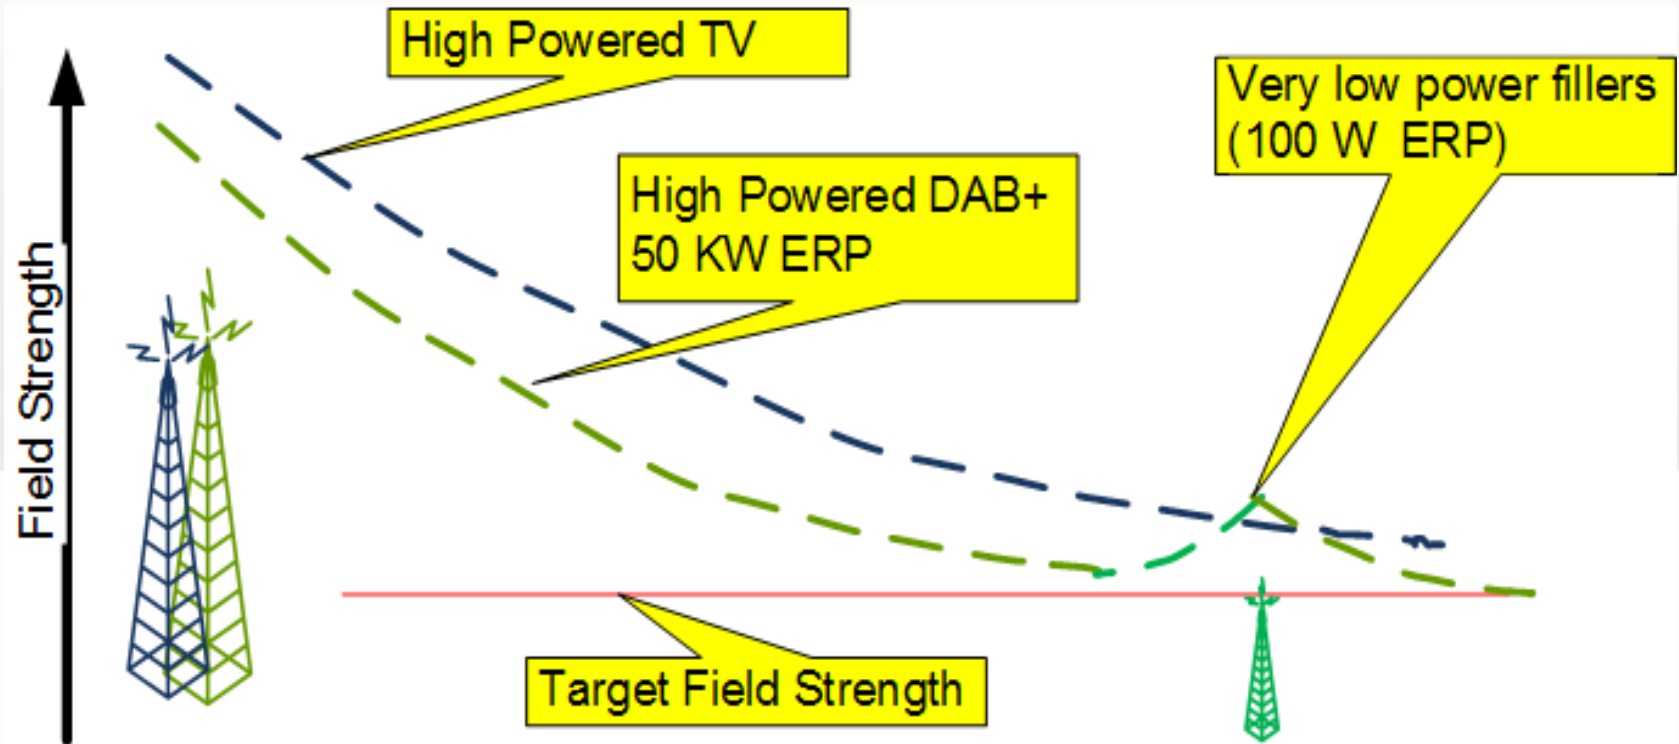 High Powered TV
Very low power fillers
(100 W ERP)
High Powered DAB+
50 KW ERP
Field Strength
Target Field Strength